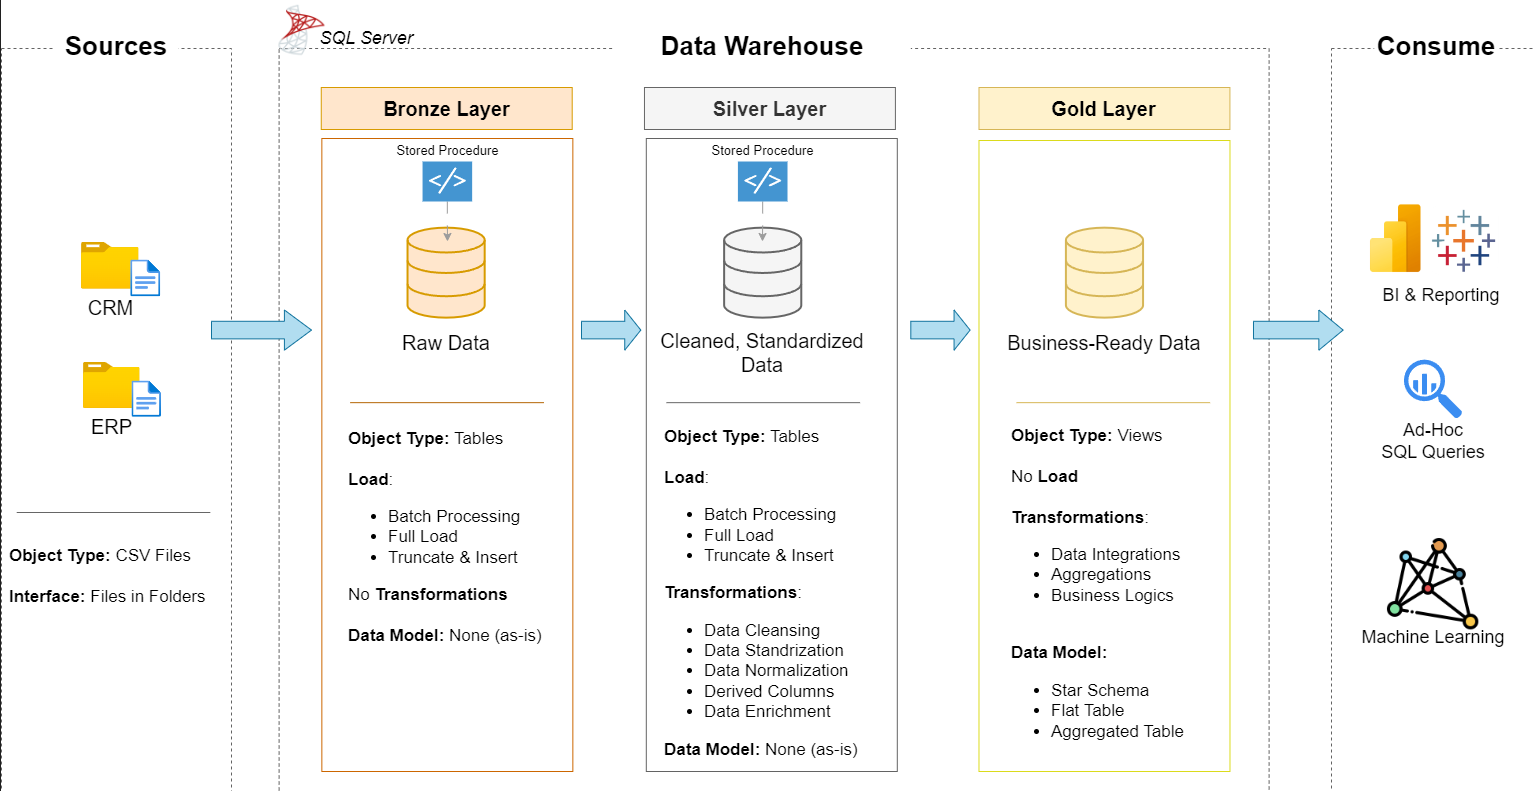 Sources
SQL Server
Data Warehouse
Consume
CRM
ERP
Object Type: CSV Files
Interface: Files in Folders
Bronze Layer
Stored Procedure
</>
Raw Data
Object Type: Tables
Load:
• Batch Processing
• Full Load
• Truncate & Insert
No Transformations
Data Model: None (as-is)
Silver Layer
Stored Procedure
</>
Cleaned, Standardized
Data
Object Type: Tables
Load:
• Batch Processing
• Full Load
• Truncate & Insert
Transformations:
• Data Cleansing
• Data Standrization
• Data Normalization
• Derived Columns
• Data Enrichment
Data Model: None (as-is)
Gold Layer
Business-Ready Data
Object Type: Views
No Load
Transformations:
• Data Integrations
• Aggregations
• Business Logics
Data Model:
• Star Schema
• Flat Table
• Aggregated Table
BI & Reporting
Ad-Hoc
SQL Queries
Machine Learning